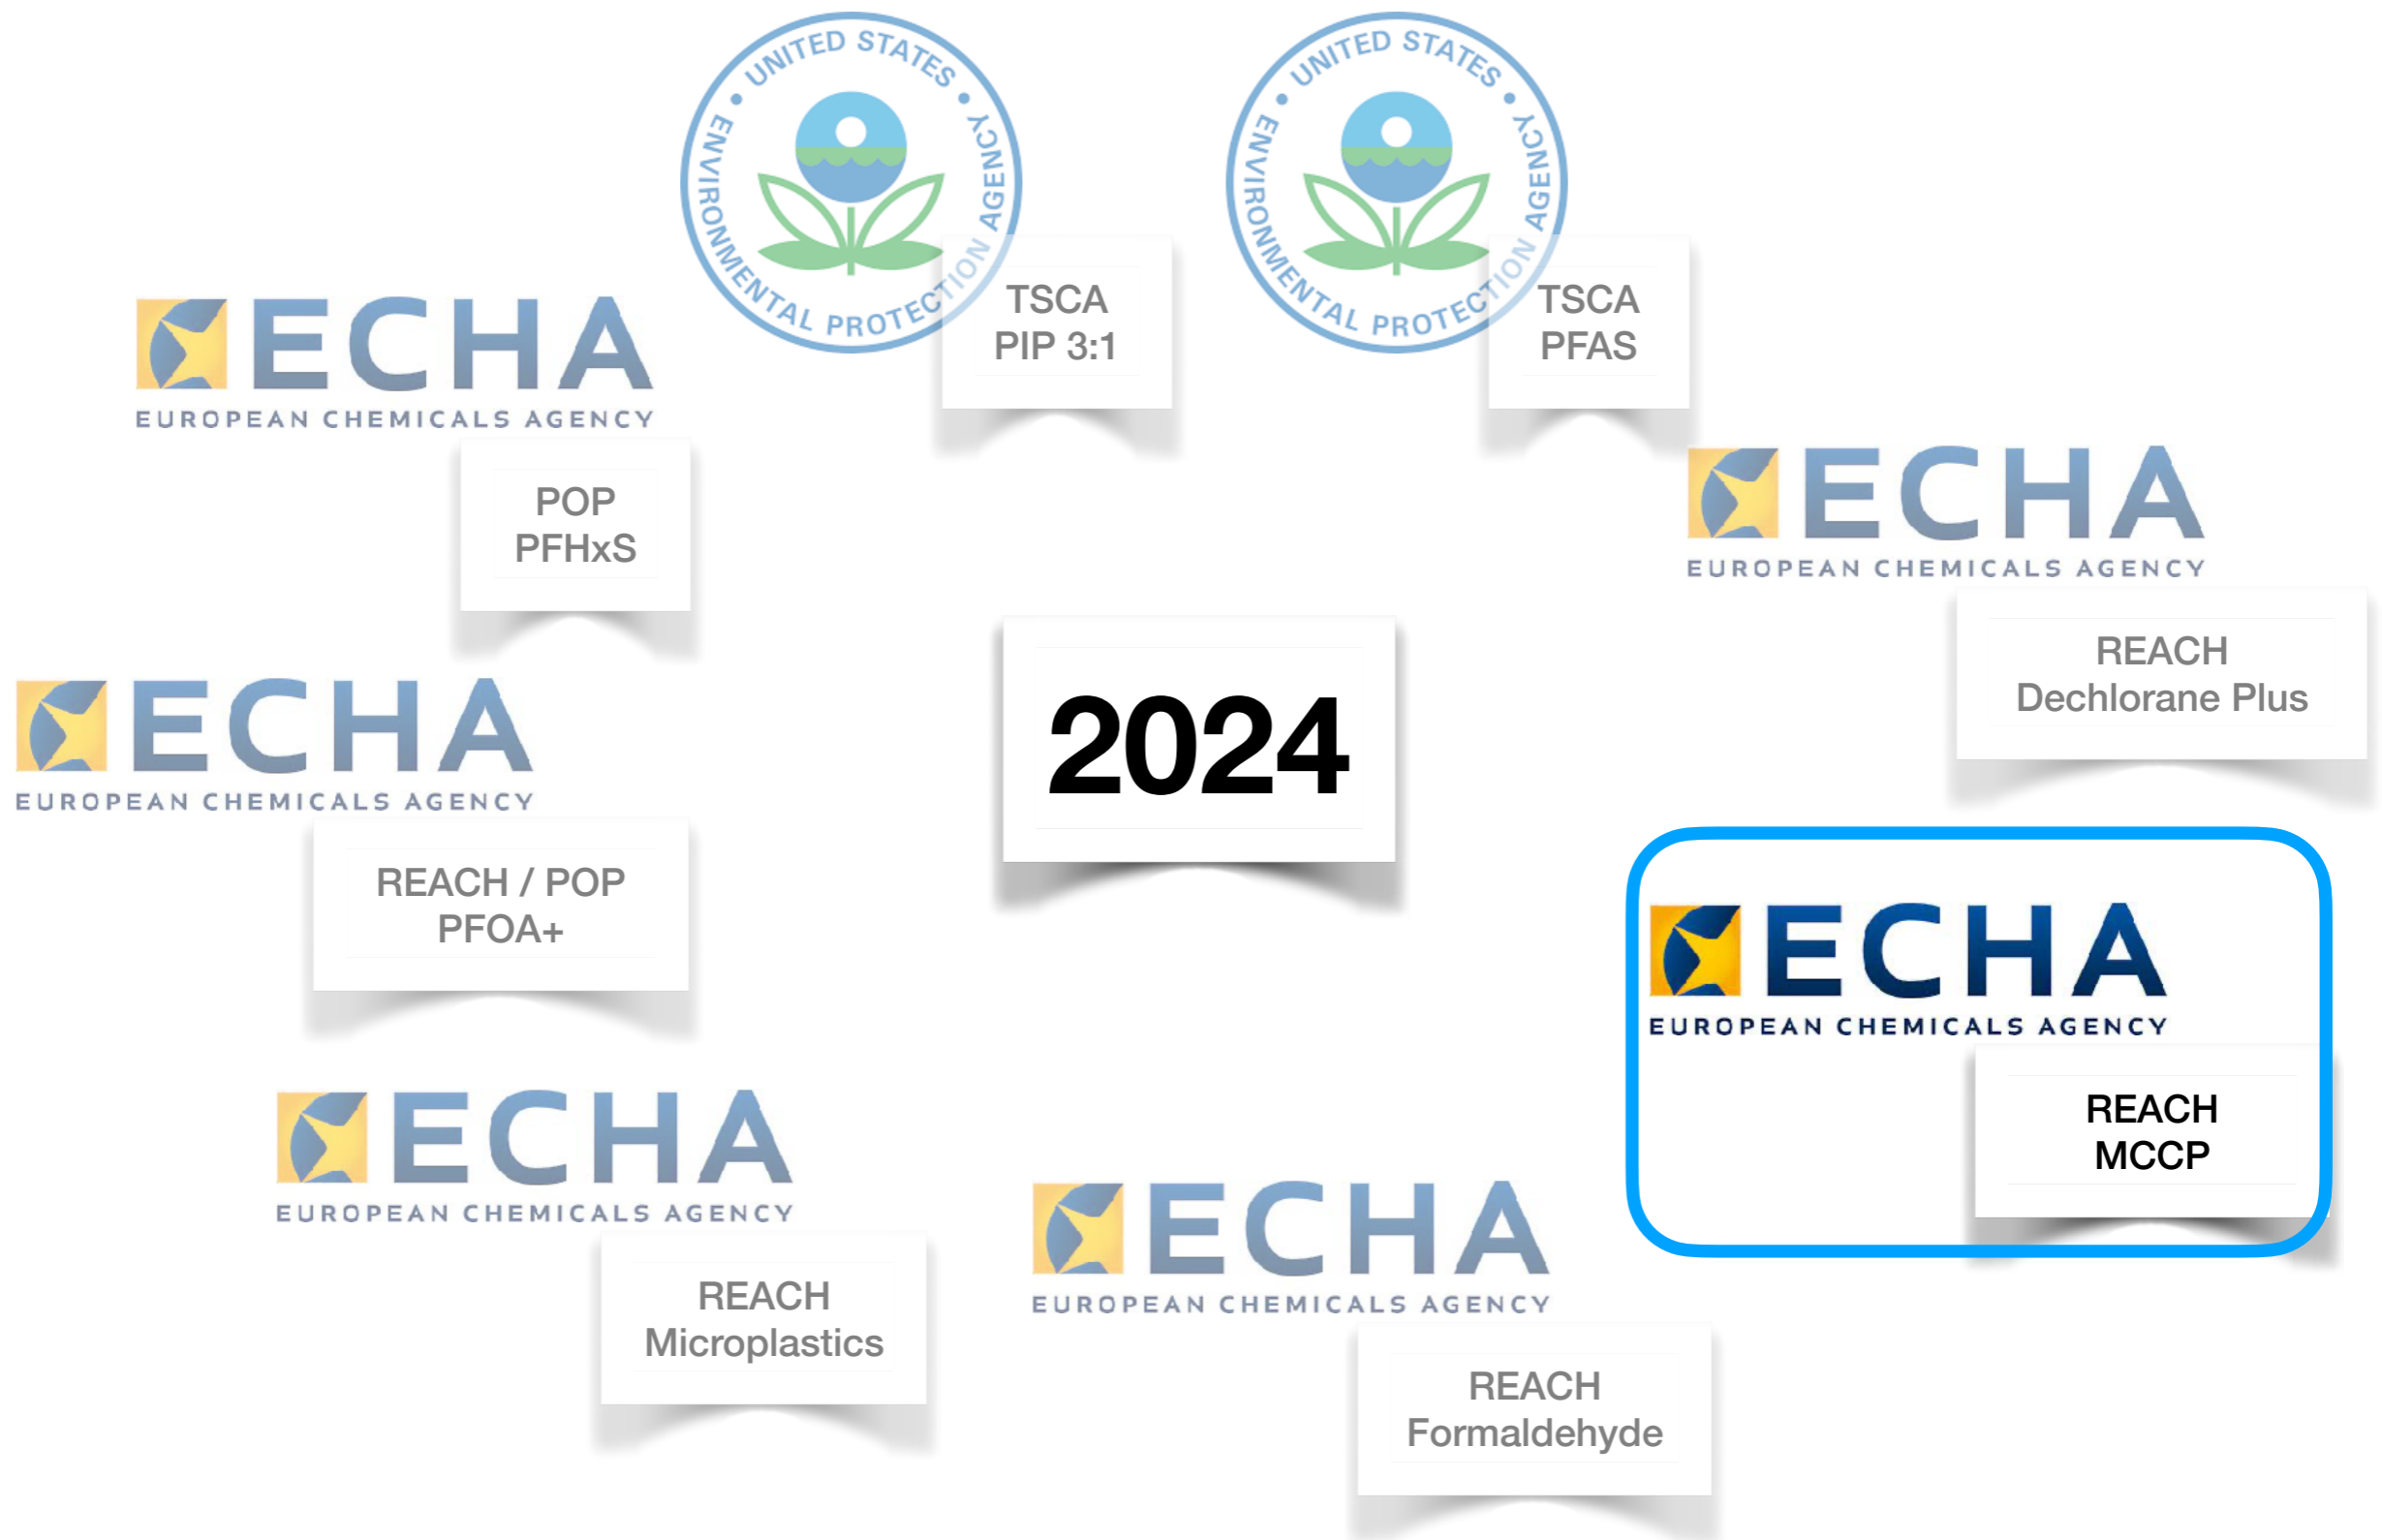 UNITED STATES • ENVIRONMENTAL PROTECTION AGENCY •
TSCA
PIP 3:1
UNITED STATES • ENVIRONMENTAL PROTECTION AGENCY •
TSCA
PFAS
ECHA
EUROPEAN CHEMICALS AGENCY
POP
PFHxS
ECHA
EUROPEAN CHEMICALS AGENCY
REACH
Dechlorane Plus
2024
ECHA
EUROPEAN CHEMICALS AGENCY
REACH / POP
PFOA+
ECHA
EUROPEAN CHEMICALS AGENCY
REACH
MCCP
ECHA
EUROPEAN CHEMICALS AGENCY
REACH
Microplastics
ECHA
EUROPEAN CHEMICALS AGENCY
REACH
Formaldehyde